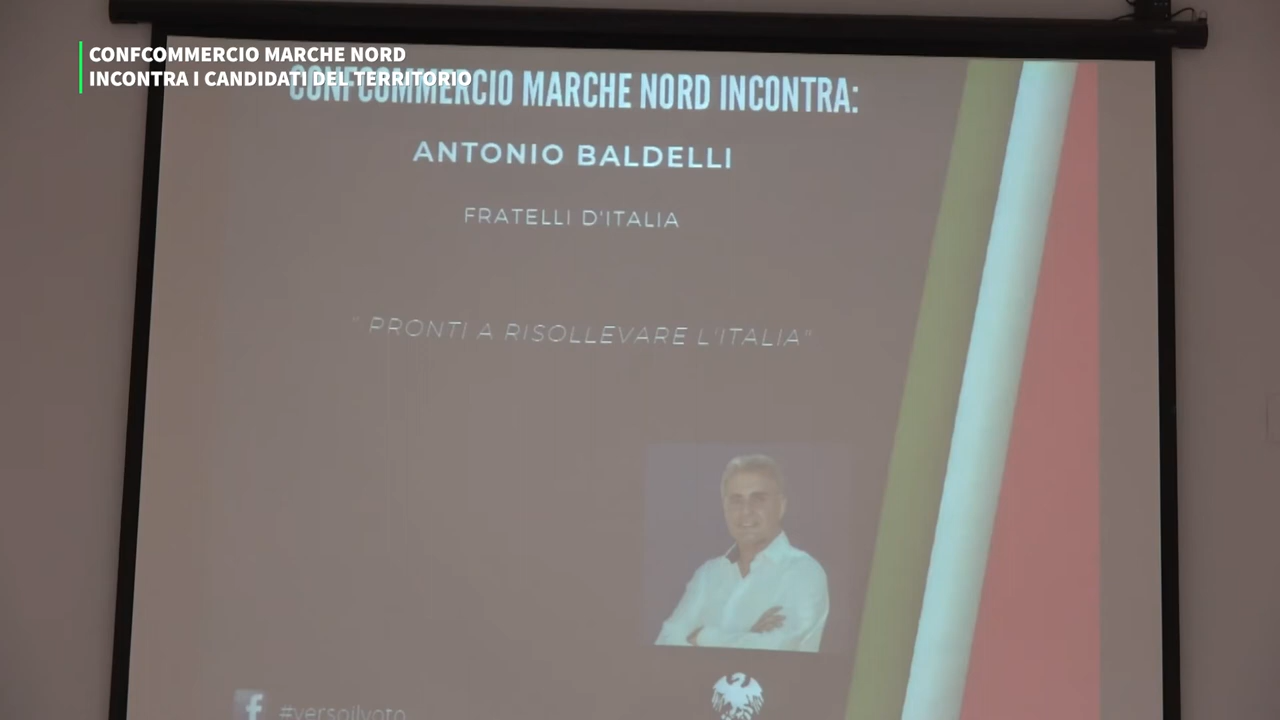 CONFCOMMERCIO MARCHE NORD
INCONTRA I CANDIDATI DEL TERRITORIO
CONFCOMMERCIO MARCHE NORD INCONTRA:
ANTONIO BALDELLI
FRATELLI D'ITALIA
" PRONTI A RISOLLEVARE L'ITALIA"
f #versoilvoto